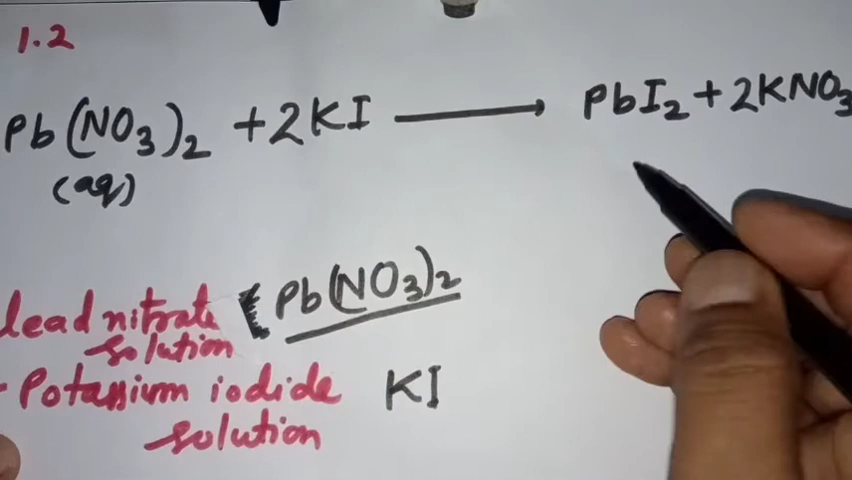 1.2
Pb(NO₃)₂ + 2KI ⟶ PbI₂ + 2KNO₃
(aq)
lead nitrate [Pb(NO₃)₂
solution
- Potassium iodide KI
solution